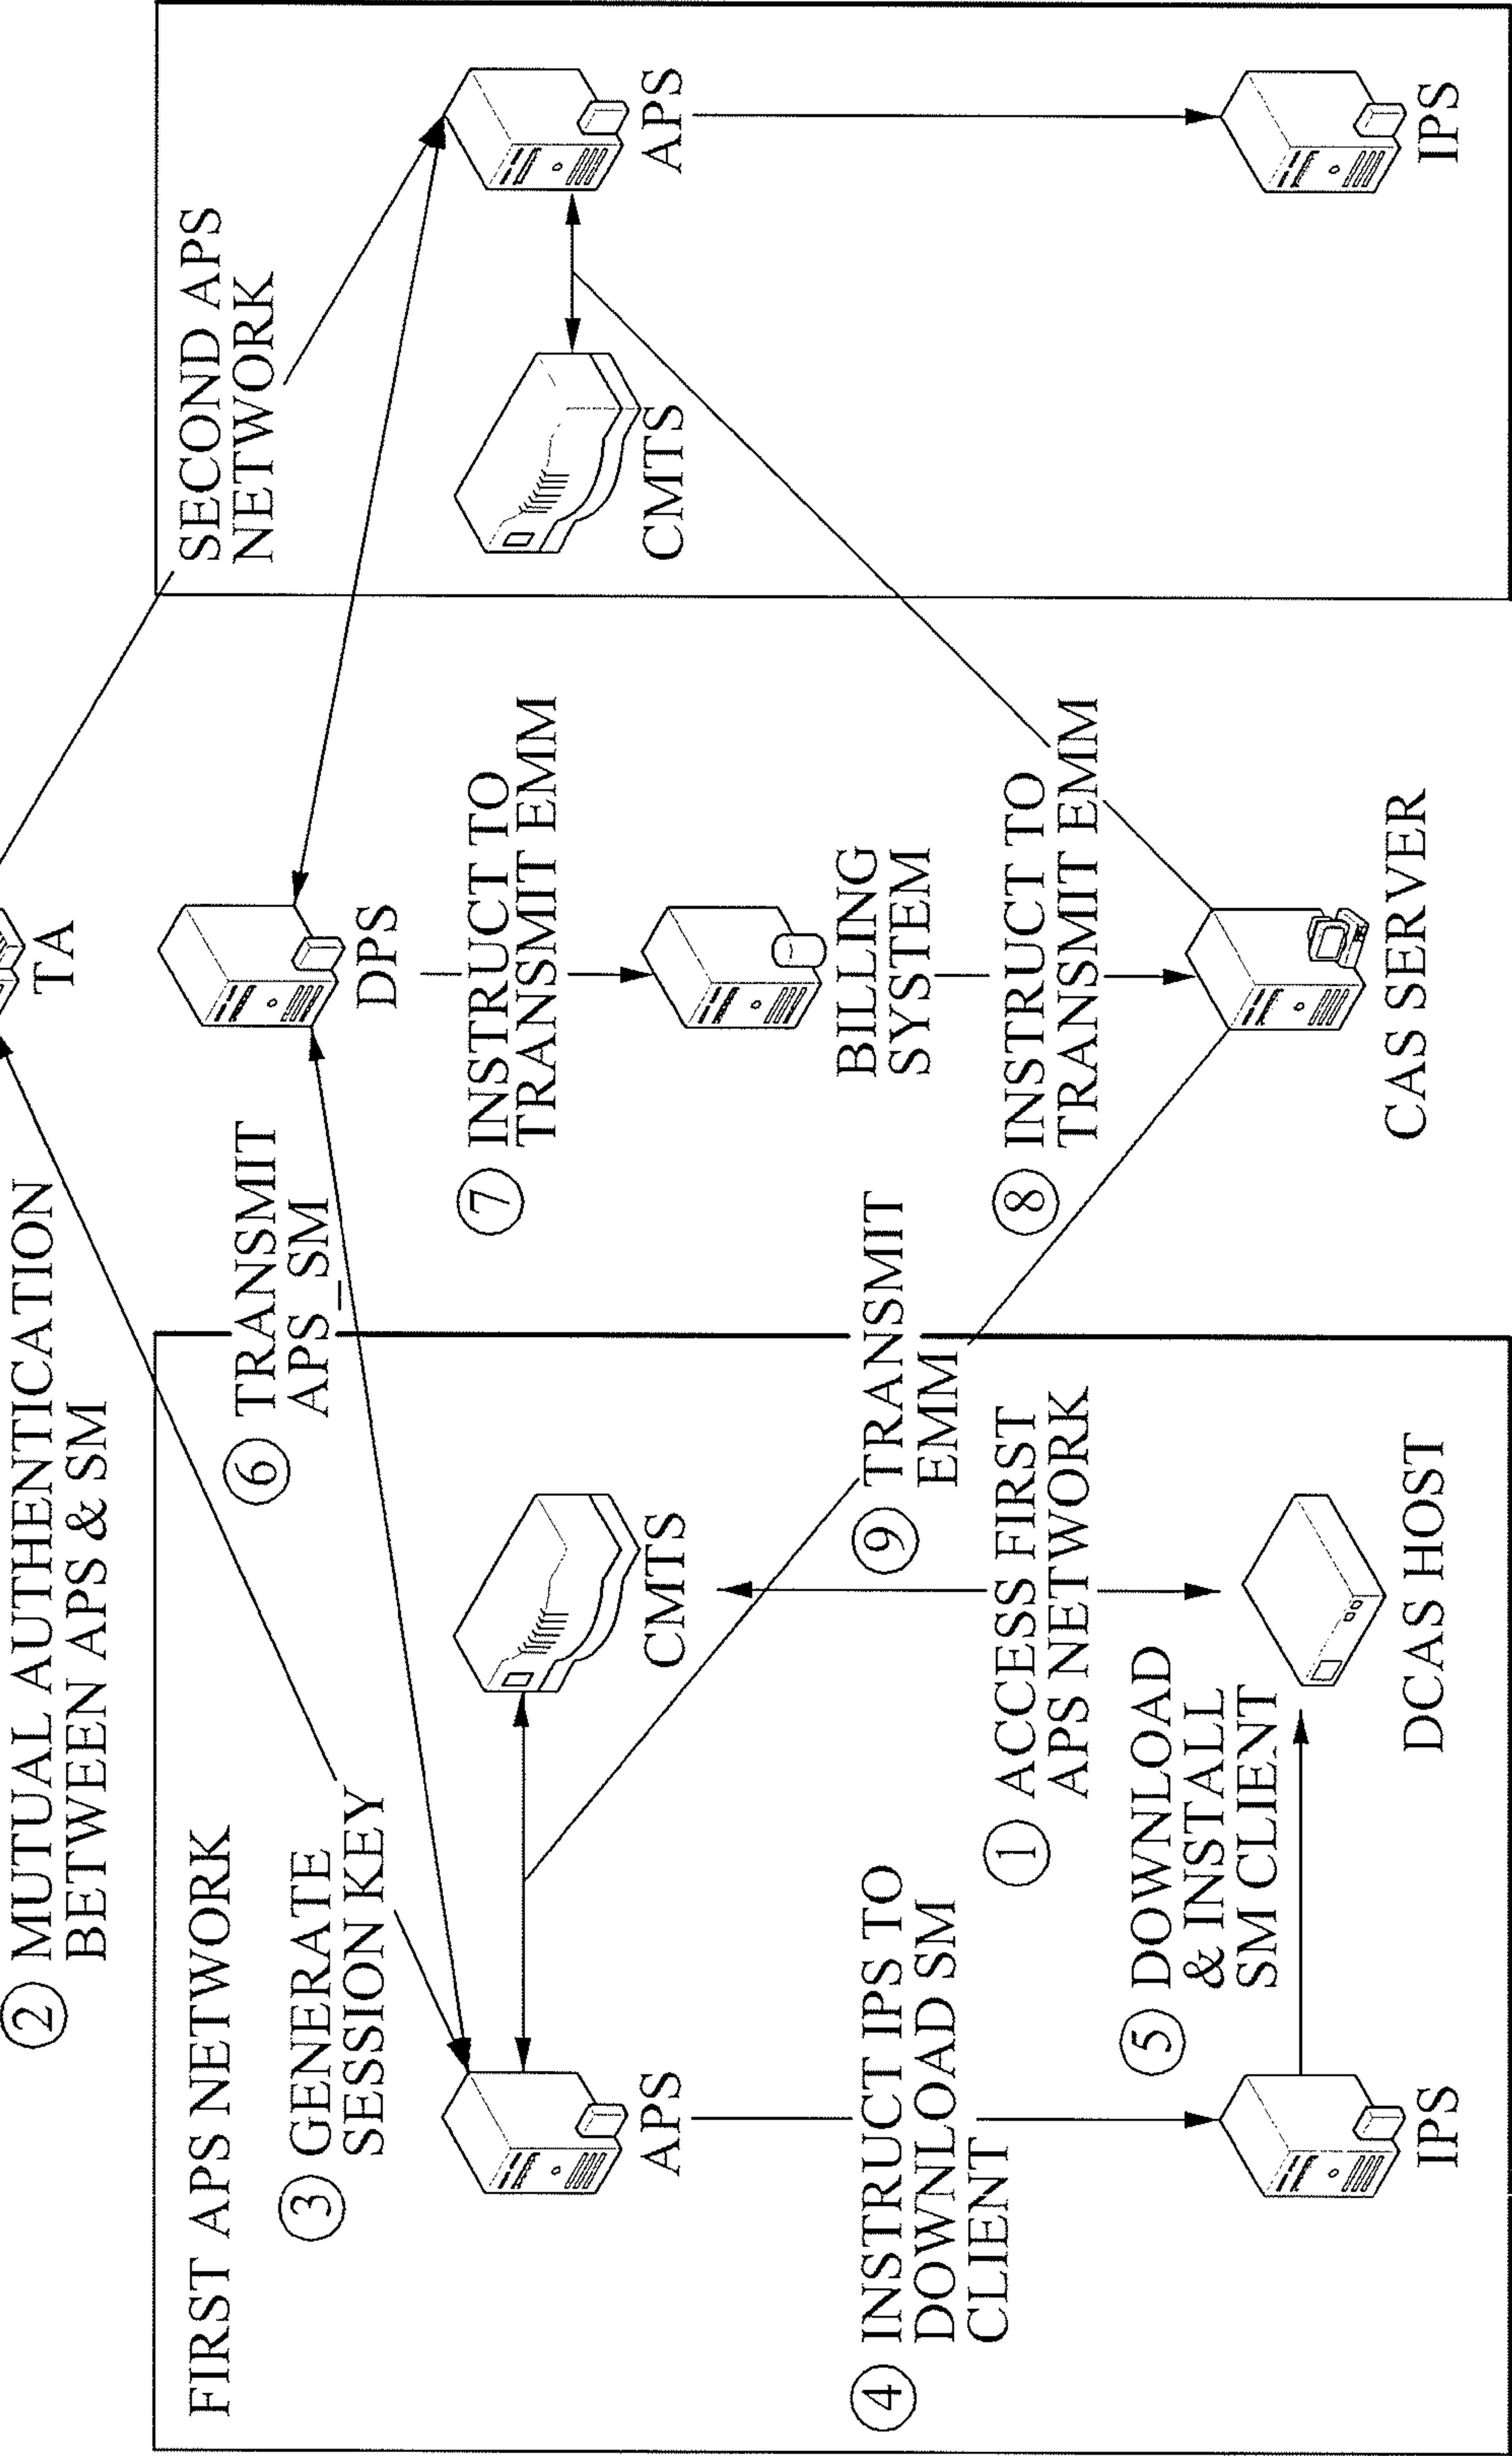 ② MUTUAL AUTHENTICATION
BETWEEN APS & SM
TA
FIRST APS NETWORK
③ GENERATE
SESSION KEY
⑥ TRANSMIT
APS_SM
DPS
SECOND APS
NETWORK
APS
CMTS
⑦ INSTRUCT TO
TRANSMIT EMM
CMTS
APS
④ INSTRUCT IPS TO
DOWNLOAD SM
CLIENT
⑨ TRANSMIT
EMM
BILLING
SYSTEM
① ACCESS FIRST
APS NETWORK
⑧ INSTRUCT TO
TRANSMIT EMM
⑤ DOWNLOAD
& INSTALL
SM CLIENT
IPS
DCAS HOST
CAS SERVER
IPS